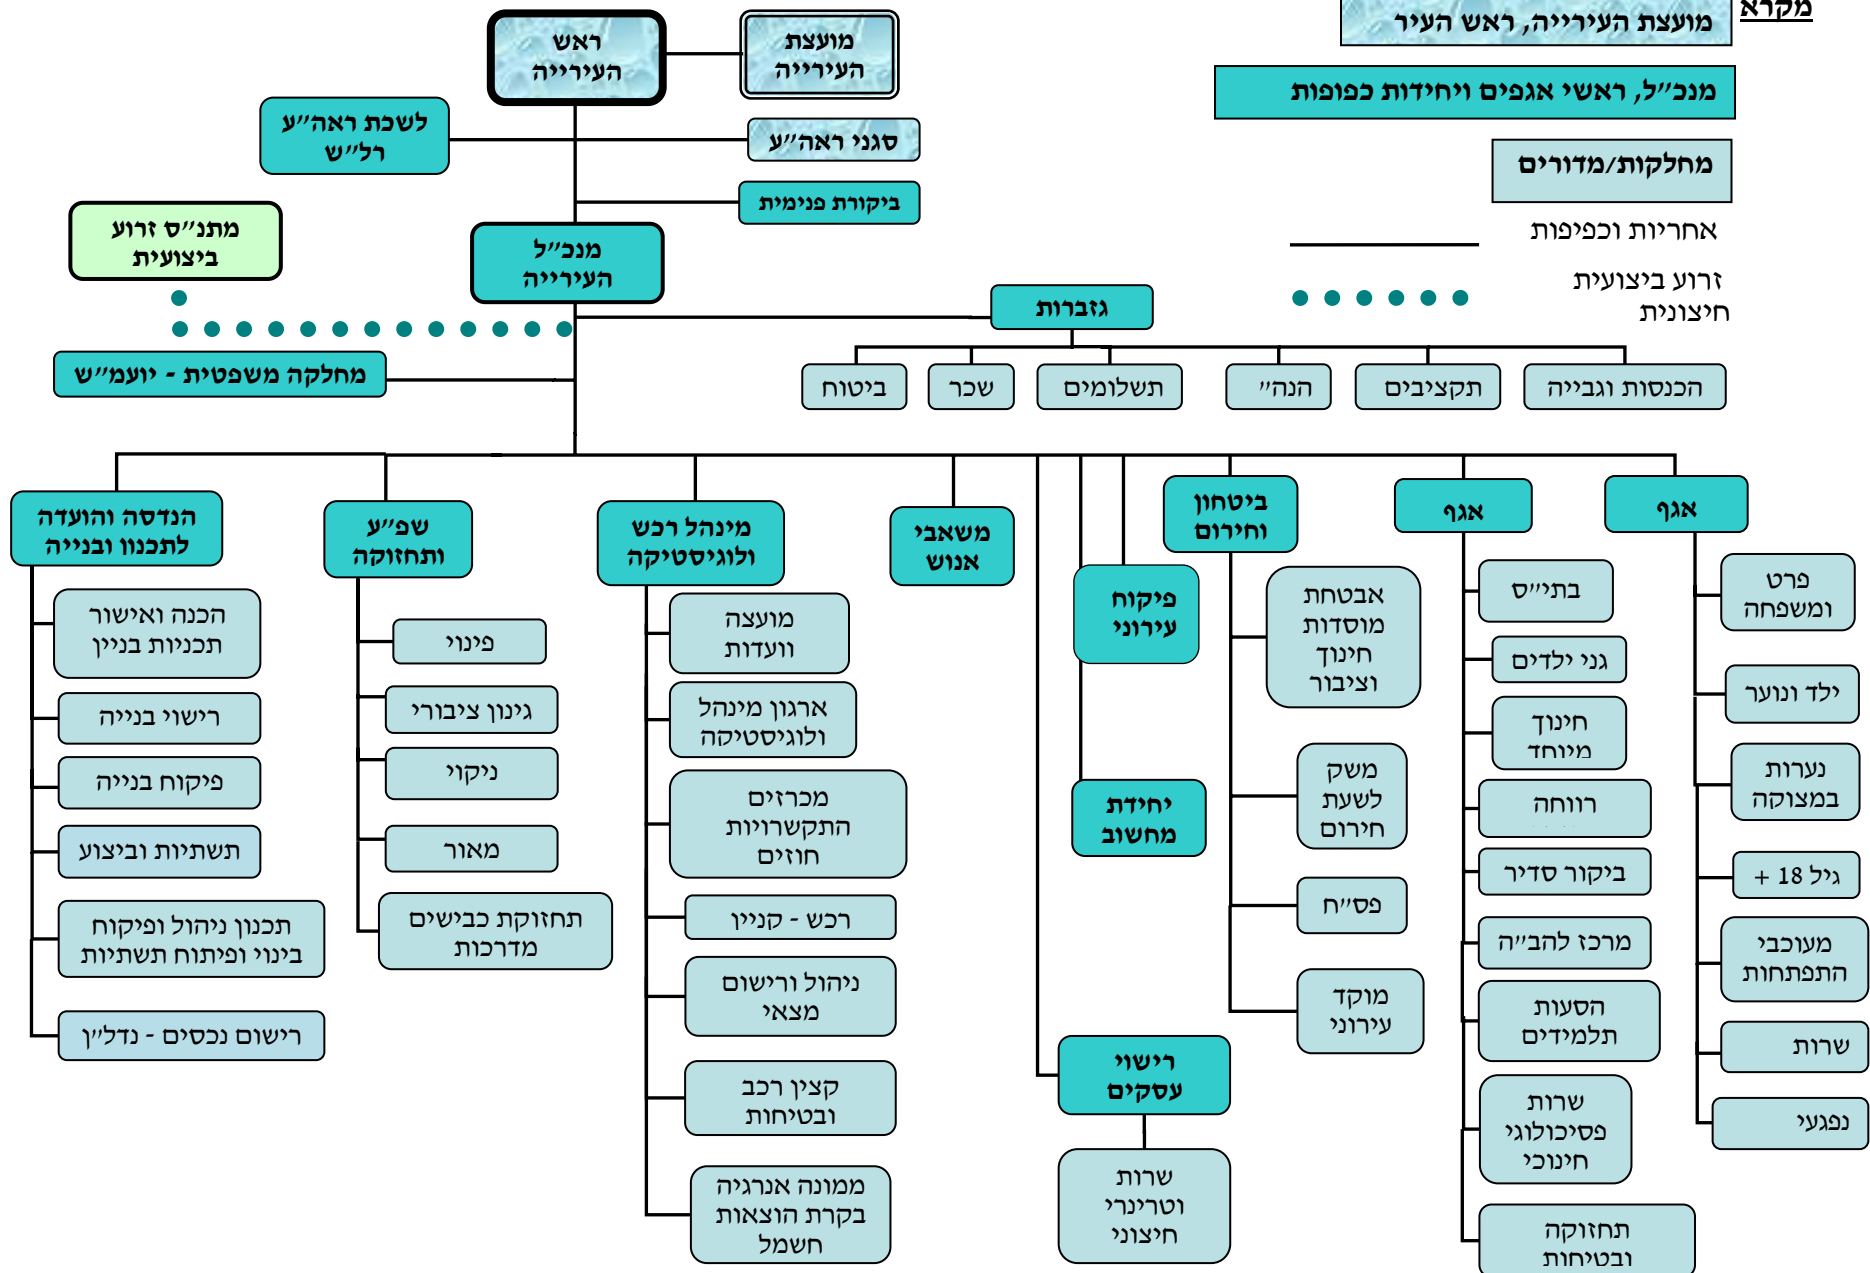 מקרא
מועצת העירייה, ראש העיר
מנכ״ל, ראשי אגפים ויחידות כפופות
מחלקות/מדורים
אחריות וכפיפות
זרוע ביצועית
חיצונית
מועצת
העירייה
ראש
העירייה
לשכת ראה״ע
רל״ש
סגני ראה״ע
ביקורת פנימית
מתנ״ס זרוע
ביצועית
מנכ״ל
העירייה
גזברות
מחלקה משפטית - יועמ״ש
הכנסות וגבייה
תקציבים
הנה״
תשלומים
שכר
ביטוח
אגף
פרט
ומשפחה
ילד ונוער
נערות
במצוקה
גיל 18 +
מעוכבי
התפתחות
שרות
נפגעי
אגף
בתי״ס
גני ילדים
חינוך
מיוחד
רווחה
ביקור סדיר
מרכז להב״ה
הסעות
תלמידים
שרות
פסיכולוגי
חינוכי
תחזוקה
ובטיחות
ביטחון
וחירום
אבטחת
מוסדות
חינוך
וציבור
משק
לשעת
חירום
פס״ח
מוקד
עירוני
פיקוח
עירוני
יחידת
מחשוב
רישוי
עסקים
שרות
וטרינרי
חיצוני
משאבי
אנוש
מינהל רכש
ולוגיסטיקה
מועצה
וועדות
ארגון מינהל
ולוגיסטיקה
מכרזים
התקשרויות
חוזים
רכש - קניין
ניהול ורישום
מצאי
קצין רכב
ובטיחות
ממונה אנרגיה
בקרת הוצאות
חשמל
שפ״ע
ותחזוקה
פינוי
גינון ציבורי
ניקוי
מאור
תחזוקת כבישים
מדרכות
הנדסה והועדה
לתכנון ובנייה
הכנה ואישור
תכניות בניין
רישוי בנייה
פיקוח בנייה
תשתיות וביצוע
תכנון ניהול ופיקוח
בינוי ופיתוח תשתיות
רישום נכסים - נדל״ן